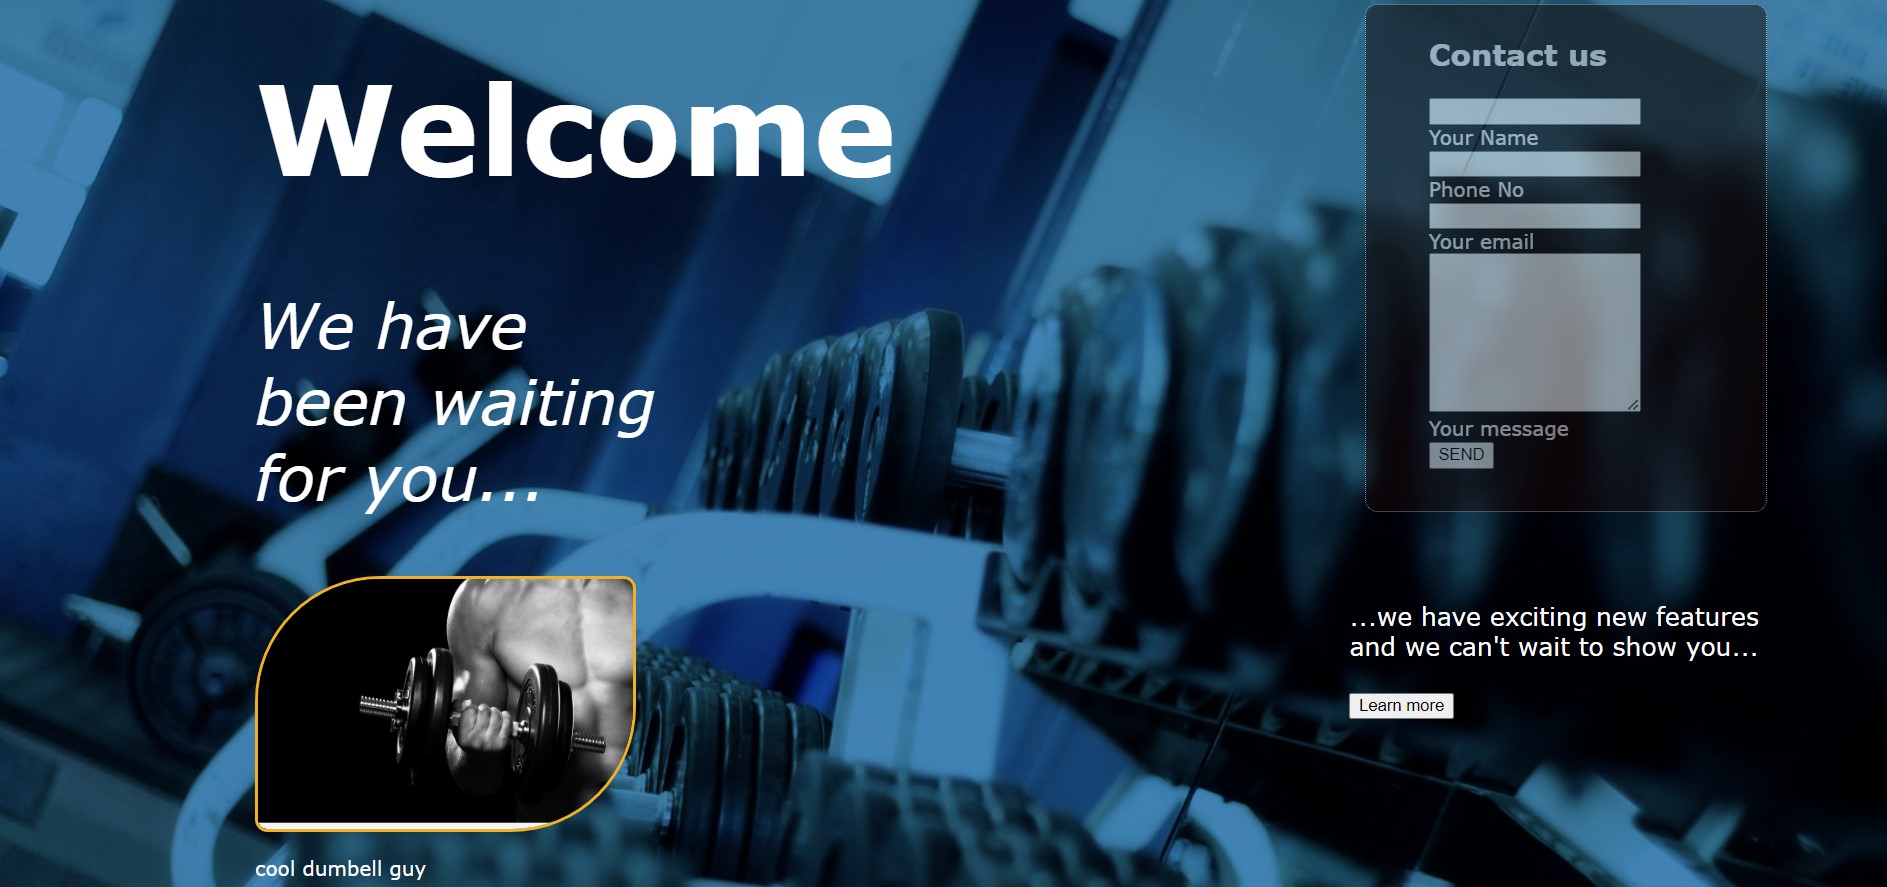 Welcome
We have
been waiting
for you...
cool dumbell guy
Contact us
Your Name
Phone No
Your email
Your message
SEND
...we have exciting new features
and we can't wait to show you...
Learn more